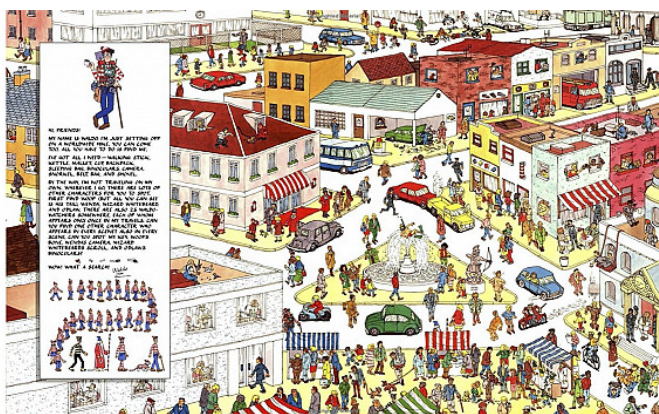 HI, FRIENDS!
MY NAME IS WALDO. I'M JUST SETTING OFF
ON A WORLDWIDE HIKE. YOU CAN COME
TOO. ALL YOU HAVE TO DO IS FIND ME.
I'VE GOT ALL I NEED - WALKING STICK,
KETTLE, MALLET, CUP, BACKPACK,
SLEEPING BAG, BINOCULARS, CAMERA,
SNORKEL, BELT, BAG, AND SHOVEL.
BY THE WAY, I'M NOT TRAVELING ON MY
OWN. WHEREVER I GO, THERE ARE LOTS OF
OTHER CHARACTERS FOR YOU TO SPOT.
FIRST FIND WOOF (BUT ALL YOU CAN SEE
IS HIS TAIL), WENDA, WIZARD WHITEBEARD
AND ODLAW. THERE ARE ALSO 25 WALDO-
WATCHERS SOMEWHERE, EACH OF WHOM
APPEARS ONLY ONCE IN MY TRAVELS. CAN
YOU FIND ONE OTHER CHARACTER WHO
APPEARS IN EVERY SCENE? ALSO IN EVERY
SCENE, CAN YOU SPOT MY KEY, WOOF'S
BONE, WENDA'S CAMERA, WIZARD
WHITEBEARD'S SCROLL, AND ODLAW'S
BINOCULARS?
WOW! WHAT A SEARCH!
Waldo